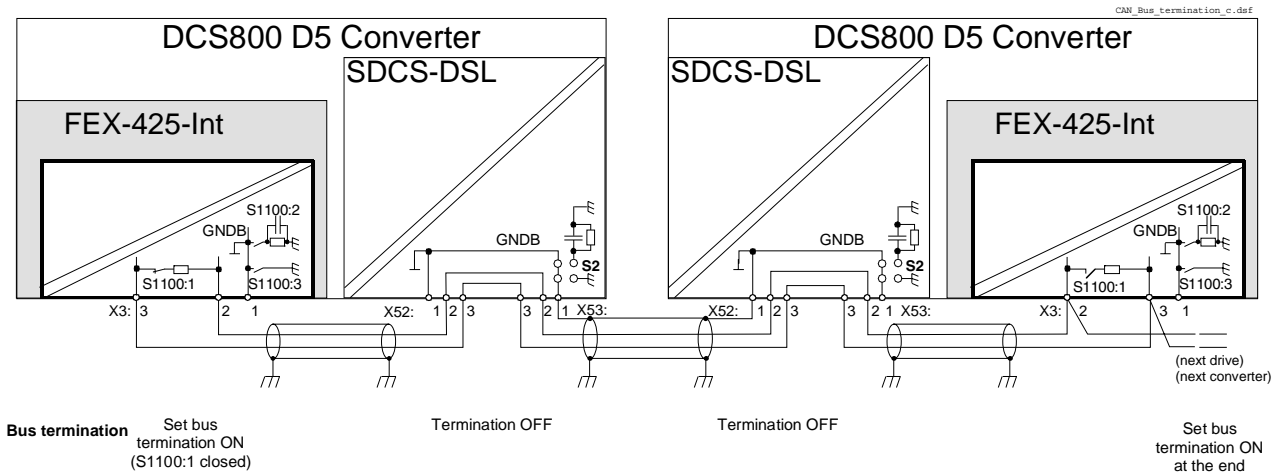 CAN_Bus_termination_c.dsf
DCS800 D5 Converter
DCS800 D5 Converter
SDCS-DSL
SDCS-DSL
FEX-425-Int
FEX-425-Int
S1100:2
GNDB
S1100:1
S1100:3
GNDB
S2
GNDB
S2
S1100:2
GNDB
S1100:1
S1100:3
X3: 3 2 1
X52: 1 2 3
3 2 1 X53:
X52: 1 2 3
3 2 1 X53:
X3: 2 3 1
(next drive)
(next converter)
Bus termination
Set bus
termination ON
(S1100:1 closed)
Termination OFF
Termination OFF
Set bus
termination ON
at the end